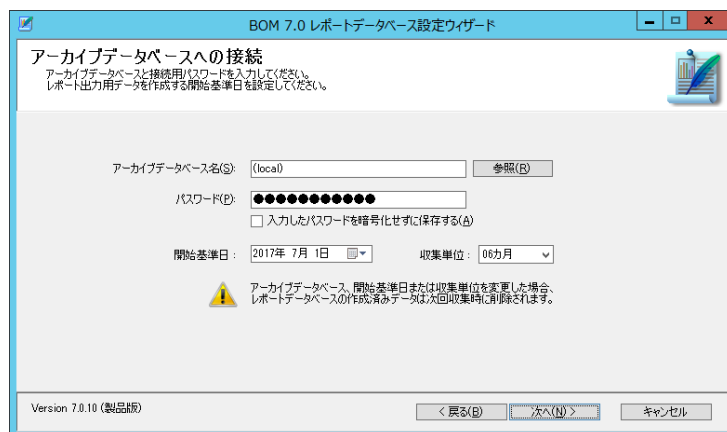 BOM 7.0 レポートデータベース設定ウィザード
アーカイブデータベースへの接続
アーカイブデータベースと接続用パスワードを入力してください。
レポート出力用データを作成する開始基準日を設定してください。
アーカイブデータベース名(S): (local) 参照(R)
パスワード(P): ●●●●●●●●●●●
入力したパスワードを暗号化せずに保存する(A)
開始基準日 : 2017年 7月 1日 収集単位 : 06カ月
アーカイブデータベース、開始基準日または収集単位を変更した場合、
レポートデータベースの作成済みデータは次回収集時に削除されます。
Version 7.0.10 (製品版) < 戻る(B) 次へ(N) > キャンセル